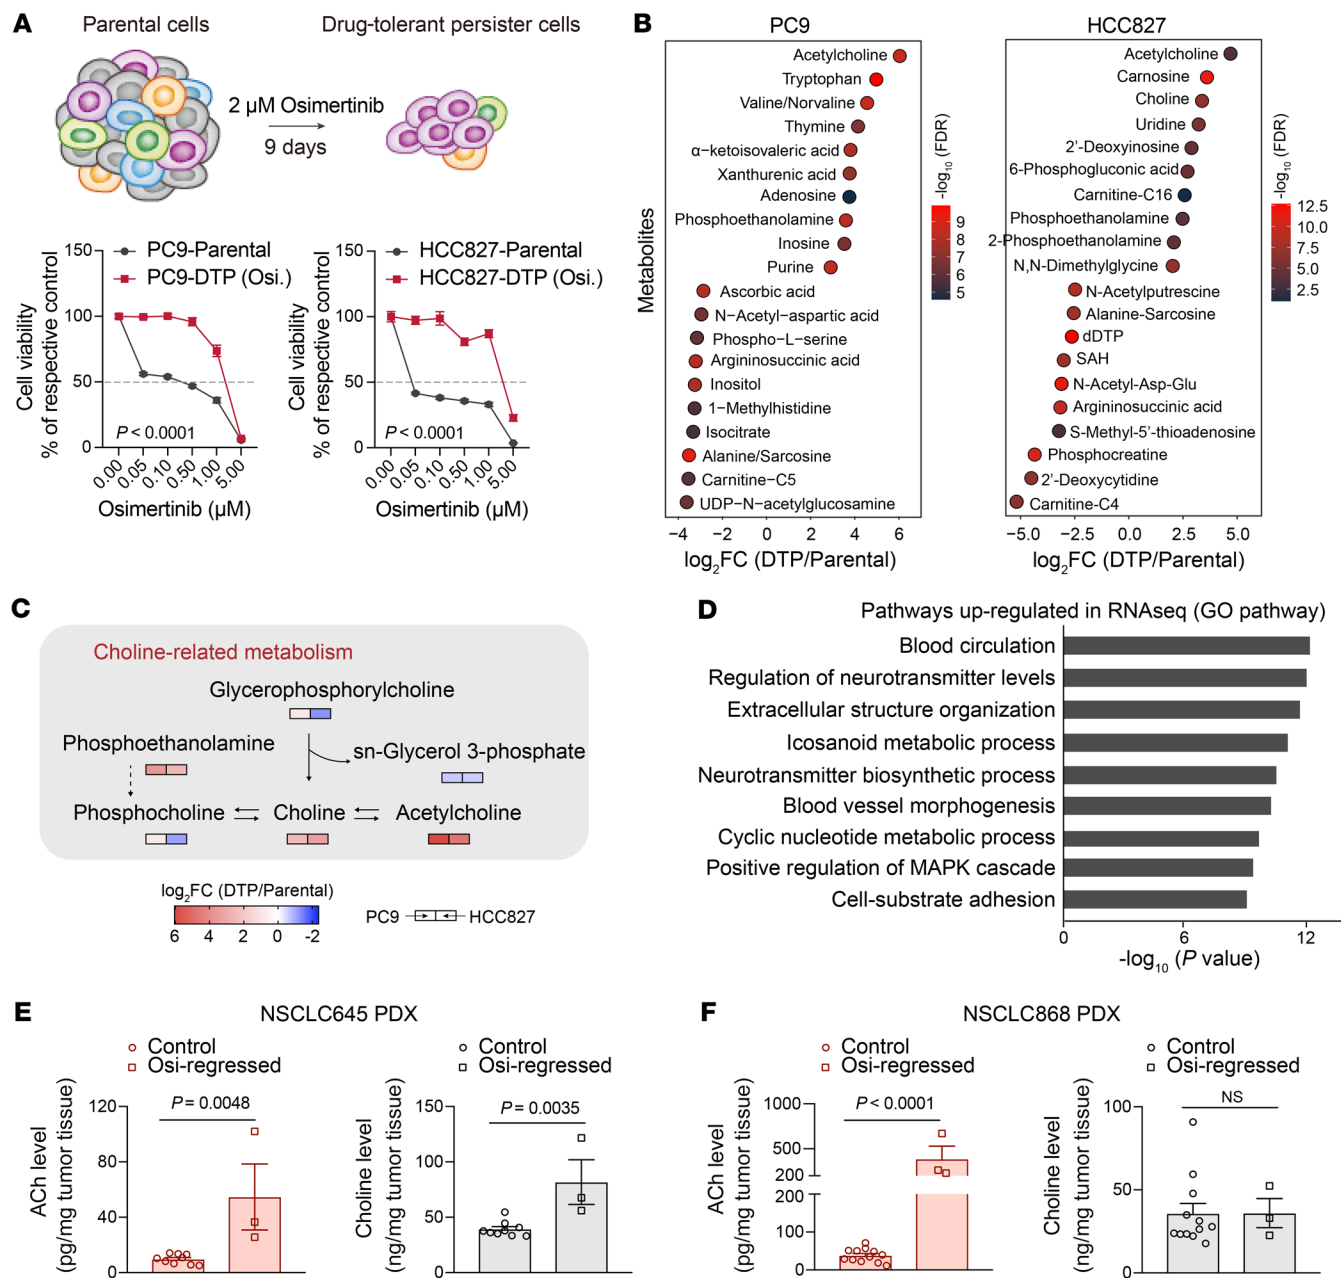 A
Parental cells
Drug-tolerant persister cells
2 µM Osimertinib
9 days
PC9-Parental
PC9-DTP (Osi.)
Cell viability
% of respective control
150
100
50
0
P < 0.0001
0.00
0.05
0.10
0.50
1.00
5.00
Osimertinib (µM)
HCC827-Parental
HCC827-DTP (Osi.)
Cell viability
% of respective control
150
100
50
0
P < 0.0001
0.00
0.05
0.10
0.50
1.00
5.00
Osimertinib (µM)
B
PC9
Metabolites
Acetylcholine
Tryptophan
Valine/Norvaline
Thymine
α−ketoisovaleric acid
Xanthurenic acid
Adenosine
Phosphoethanolamine
Inosine
Purine
Ascorbic acid
N−Acetyl−aspartic acid
Phospho−L−serine
Argininosuccinic acid
Inositol
1−Methylhistidine
Isocitrate
Alanine/Sarcosine
Carnitine−C5
UDP−N−acetylglucosamine
−4 −2 0 2 4 6
log2FC (DTP/Parental)
-log10 (FDR)
9
8
7
6
5
HCC827
Acetylcholine
Carnosine
Choline
Uridine
2'-Deoxyinosine
6-Phosphogluconic acid
Carnitine-C16
Phosphoethanolamine
2-Phosphoethanolamine
N,N-Dimethylglycine
N-Acetylputrescine
Alanine-Sarcosine
dDTP
SAH
N-Acetyl-Asp-Glu
Argininosuccinic acid
S-Methyl-5'-thioadenosine
Phosphocreatine
2'-Deoxycytidine
Carnitine-C4
−5.0 −2.5 0.0 2.5 5.0
log2FC (DTP/Parental)
-log10 (FDR)
12.5
10.0
7.5
5.0
2.5
C
Choline-related metabolism
Glycerophosphorylcholine
Phosphoethanolamine
sn-Glycerol 3-phosphate
Phosphocholine
Choline
Acetylcholine
log2FC (DTP/Parental)
6 4 2 0 -2
PC9
HCC827
D
Pathways up-regulated in RNAseq (GO pathway)
Blood circulation
Regulation of neurotransmitter levels
Extracellular structure organization
Icosanoid metabolic process
Neurotransmitter biosynthetic process
Blood vessel morphogenesis
Cyclic nucleotide metabolic process
Positive regulation of MAPK cascade
Cell-substrate adhesion
0 6 12
-log10 (P value)
E
NSCLC645 PDX
Control
Osi-regressed
P = 0.0048
ACh level
(pg/mg tumor tissue)
120
80
40
0
Control
Osi-regressed
P = 0.0035
Choline level
(ng/mg tumor tissue)
150
100
50
0
F
NSCLC868 PDX
Control
Osi-regressed
P < 0.0001
ACh level
(pg/mg tumor tissue)
1000
500
200
200
100
0
Control
Osi-regressed
NS
Choline level
(ng/mg tumor tissue)
100
50
0